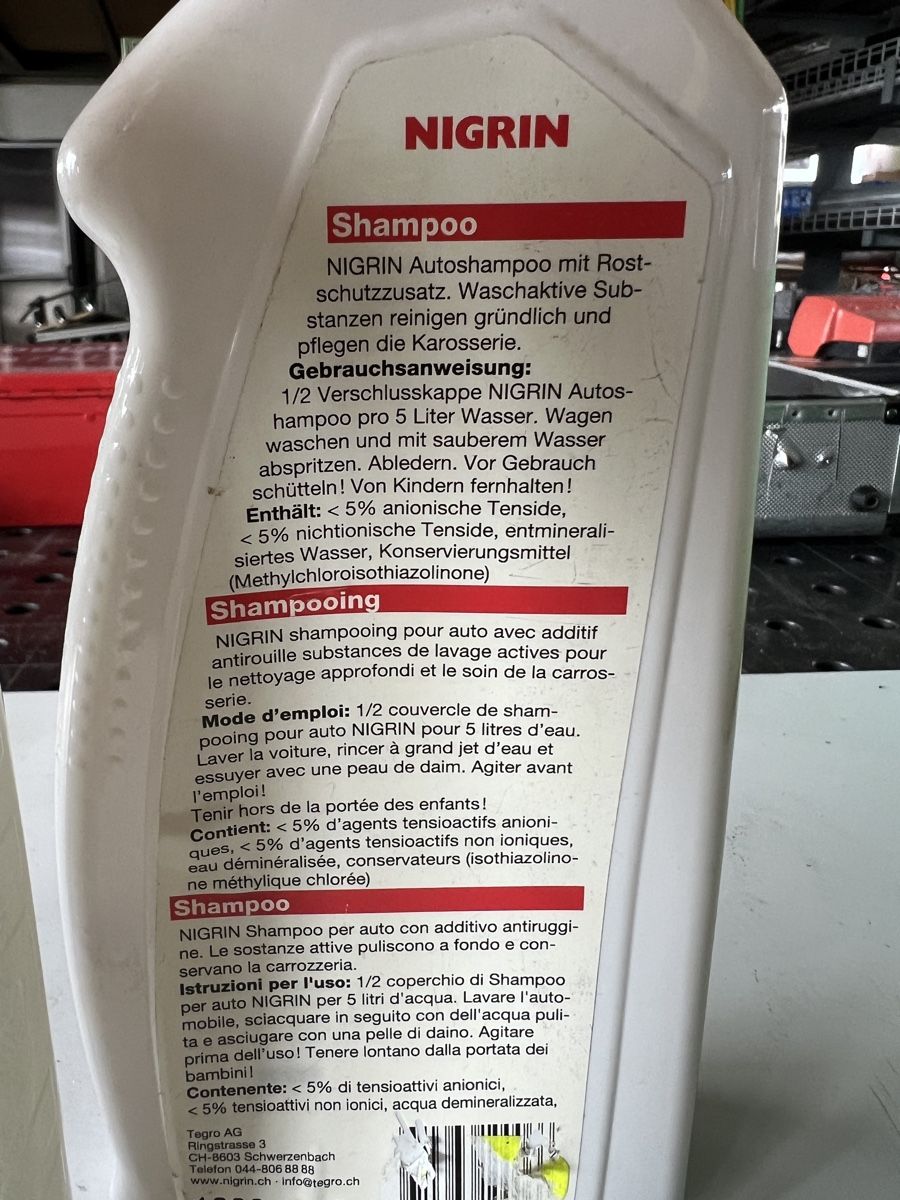 NIGRIN
Shampoo
NIGRIN Autoshampoo mit Rost-
schutzzusatz. Waschaktive Sub-
stanzen reinigen gründlich und
pflegen die Karosserie.
Gebrauchsanweisung:
1/2 Verschlusskappe NIGRIN Autos-
hampoo pro 5 Liter Wasser. Wagen
waschen und mit sauberem Wasser
abspritzen. Abledern. Vor Gebrauch
schütteln! Von Kindern fernhalten!
Enthält: < 5% anionische Tenside,
< 5% nichtionische Tenside, entminerali-
siertes Wasser, Konservierungsmittel
(Methylchloroisothiazolinone)
Shampooing
NIGRIN shampooing pour auto avec additif
antirouille substances de lavage actives pour
le nettoyage approfondi et le soin de la carros-
serie.
Mode d'emploi: 1/2 couvercle de sham-
pooing pour auto NIGRIN pour 5 litres d'eau.
Laver la voiture, rincer à grand jet d'eau et
essuyer avec une peau de daim. Agiter avant
l'emploi!
Tenir hors de la portée des enfants!
Contient: < 5% d'agents tensioactifs anioni-
ques, < 5% d'agents tensioactifs non ioniques,
eau déminéralisée, conservateurs (isothiazolino-
ne méthylique chlorée)
Shampoo
NIGRIN Shampoo per auto con additivo antiruggi-
ne. Le sostanze attive puliscono a fondo e con-
servano la carrozzeria.
Istruzioni per l'uso: 1/2 coperchio di Shampoo
per auto NIGRIN per 5 litri d'acqua. Lavare l'auto-
mobile, sciacquare in seguito con dell'acqua puli-
ta e asciugare con una pelle di daino. Agitare
prima dell'uso! Tenere lontano dalla portata dei
bambini!
Contenente: < 5% di tensioattivi anionici,
< 5% tensioattivi non ionici, acqua demineralizzata,
Tegro AG
Ringstrasse 3
CH-8603 Schwerzenbach
Telefon 044-806 88 88
www.nigrin.ch · info@tegro.ch